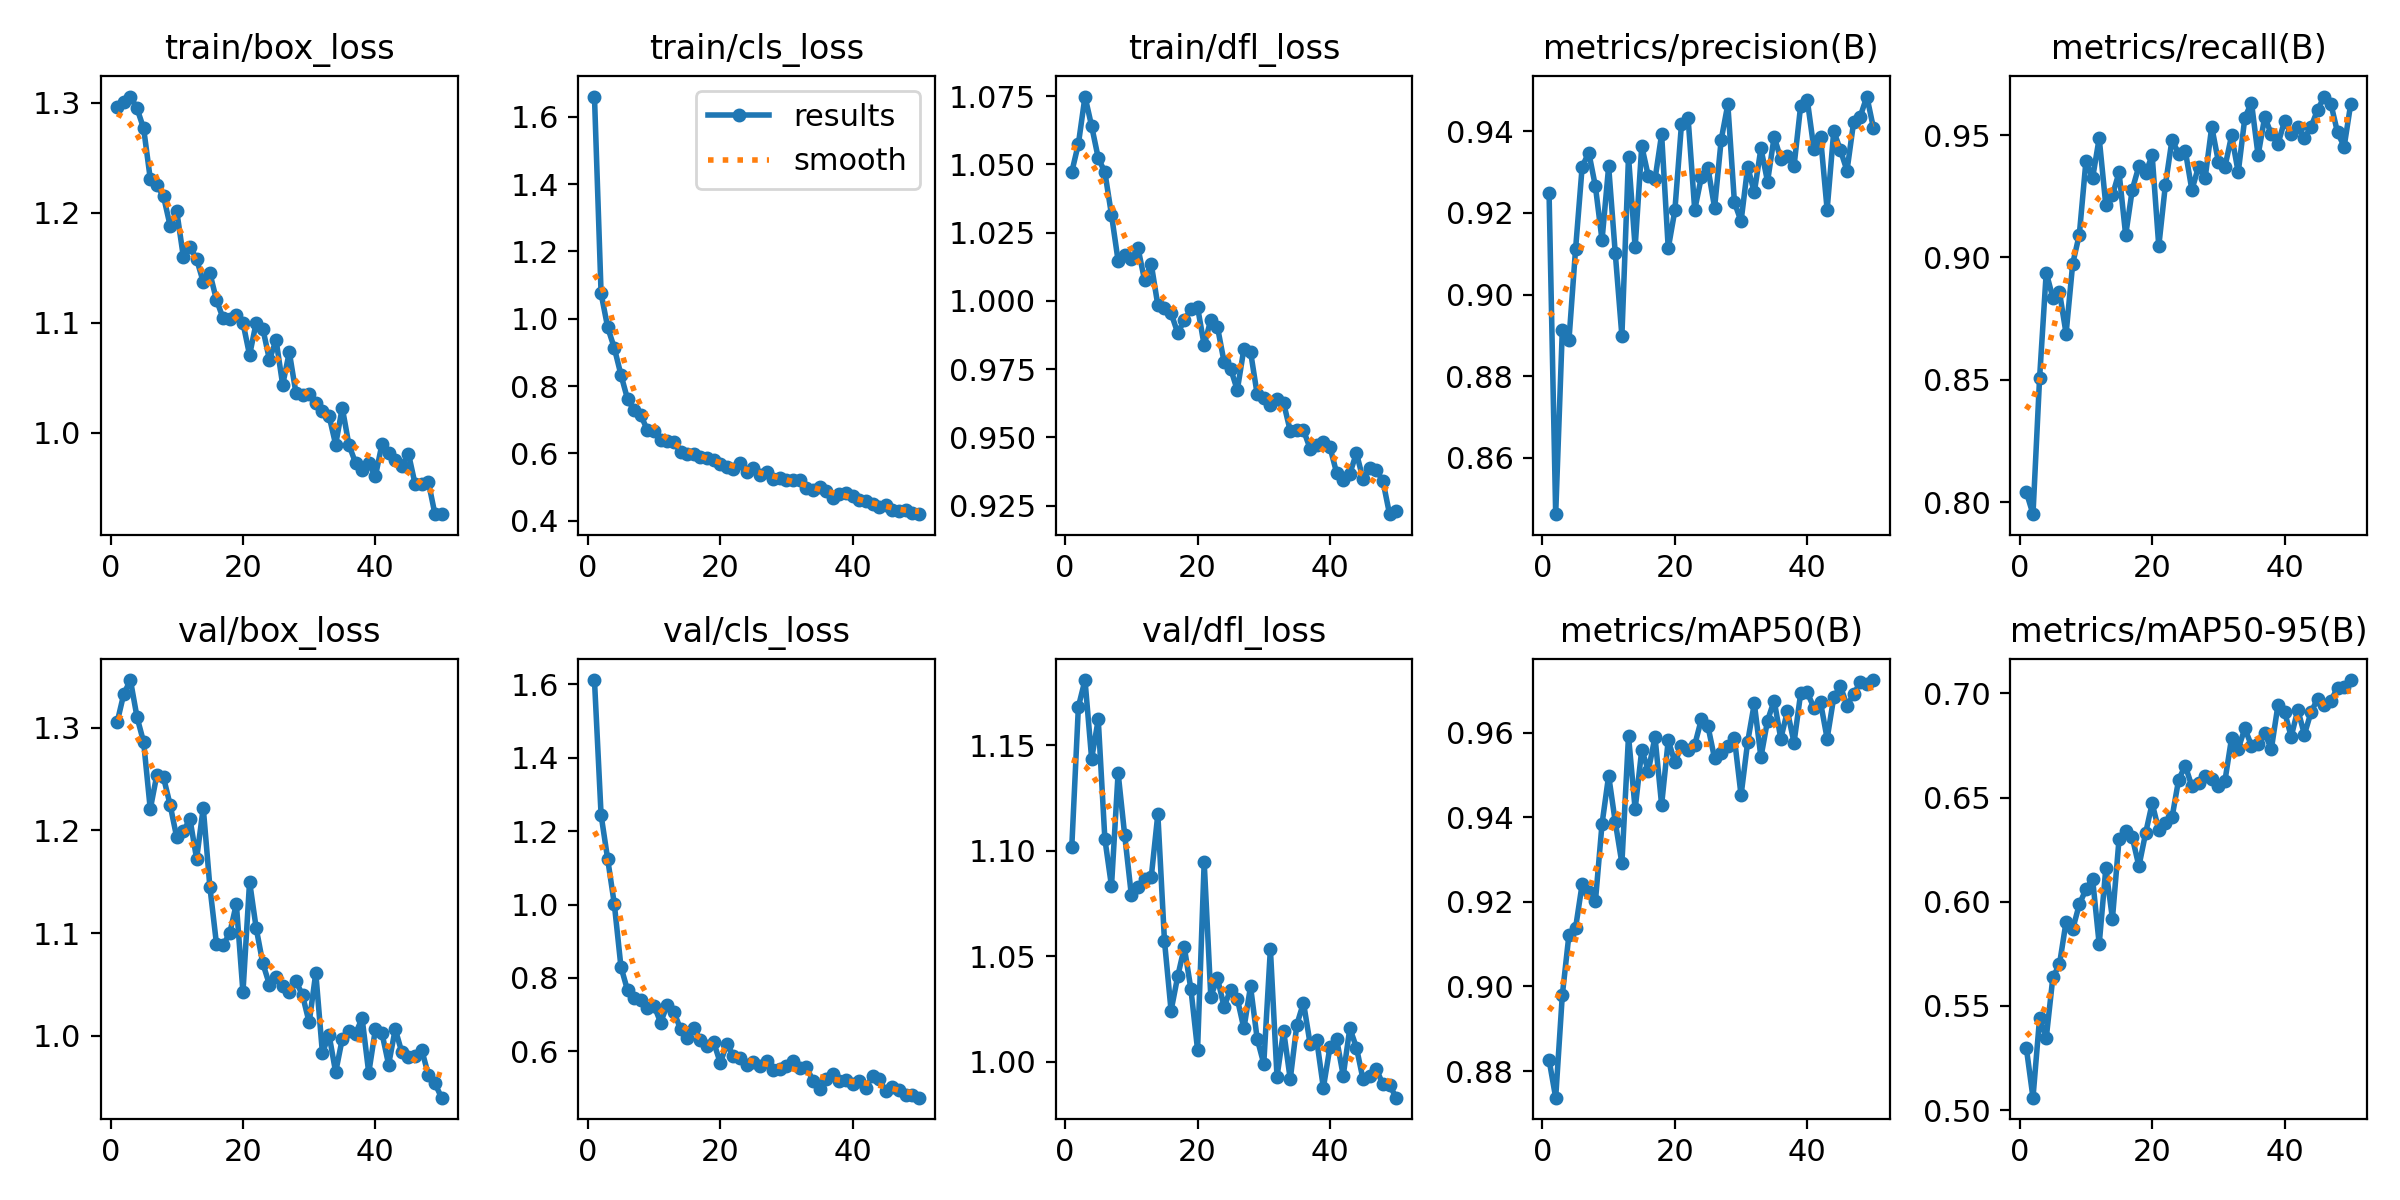 train/box_loss
1.3
1.2
1.1
1.0
0 20 40
train/cls_loss
results
smooth
1.6
1.4
1.2
1.0
0.8
0.6
0.4
0 20 40
train/dfl_loss
1.075
1.050
1.025
1.000
0.975
0.950
0.925
0 20 40
metrics/precision(B)
0.94
0.92
0.90
0.88
0.86
0 20 40
metrics/recall(B)
0.95
0.90
0.85
0.80
0 20 40
val/box_loss
1.3
1.2
1.1
1.0
0 20 40
val/cls_loss
1.6
1.4
1.2
1.0
0.8
0.6
0 20 40
val/dfl_loss
1.15
1.10
1.05
1.00
0 20 40
metrics/mAP50(B)
0.96
0.94
0.92
0.90
0.88
0 20 40
metrics/mAP50-95(B)
0.70
0.65
0.60
0.55
0.50
0 20 40